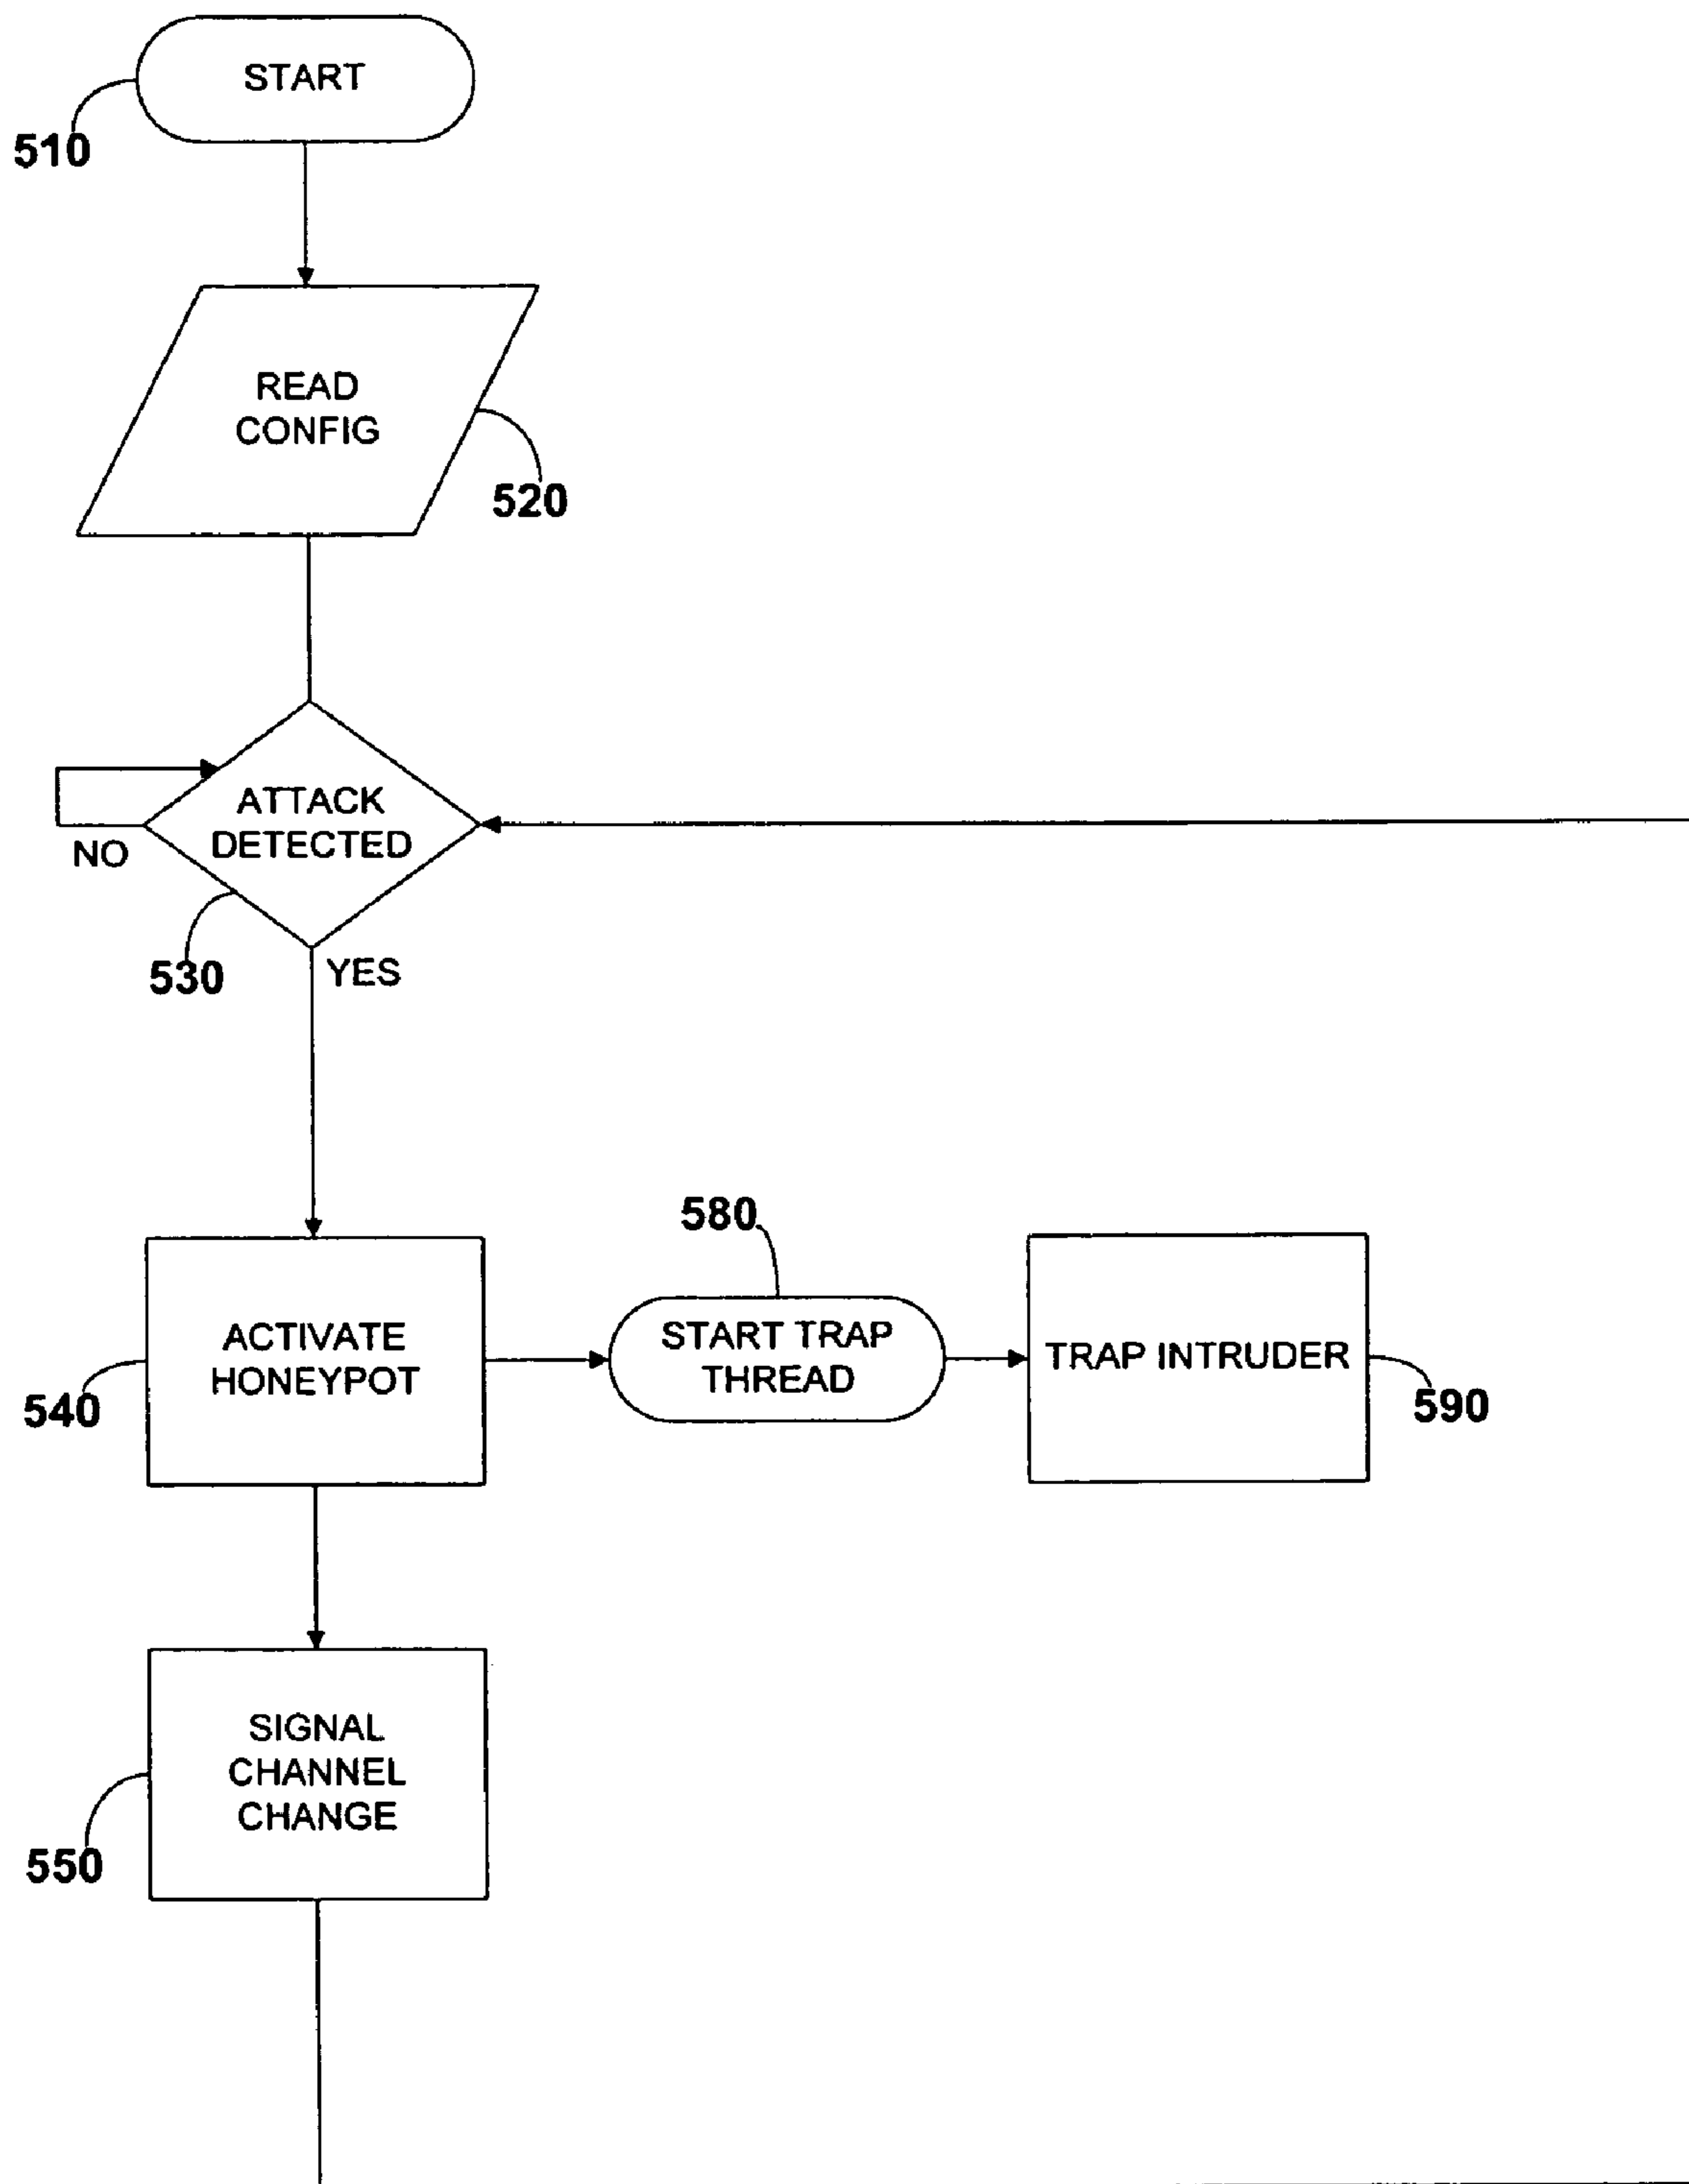 START
510
READ
CONFIG
520
ATTACK
DETECTED
NO
530
YES
580
ACTIVATE
HONEYPOT
540
START TRAP
THREAD
TRAP INTRUDER
590
SIGNAL
CHANNEL
CHANGE
550